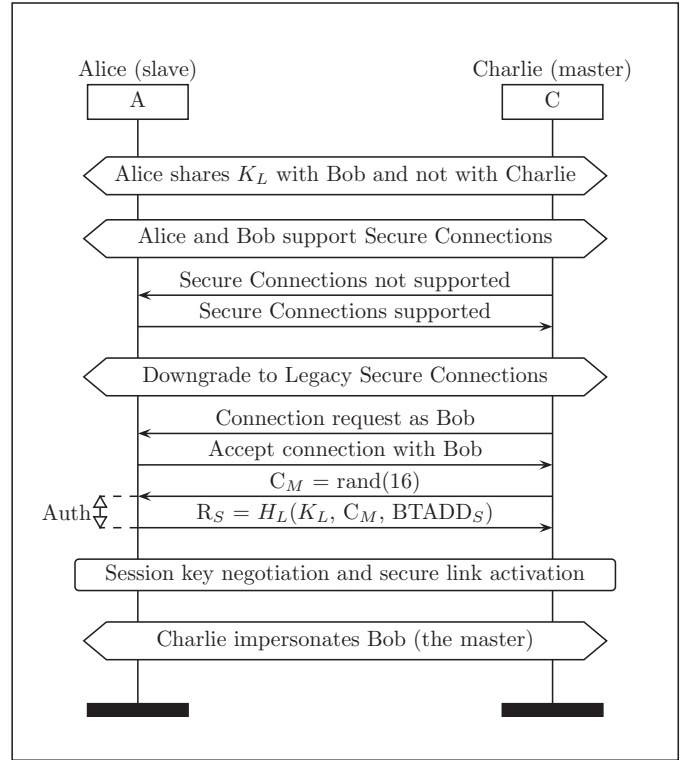 Alice (slave) Charlie (master)
A C
Alice shares K_L with Bob and not with Charlie
Alice and Bob support Secure Connections
Secure Connections not supported
Secure Connections supported
Downgrade to Legacy Secure Connections
Connection request as Bob
Accept connection with Bob
C_M = rand(16)
Auth
R_S = H_L(K_L, C_M, BTADD_S)
Session key negotiation and secure link activation
Charlie impersonates Bob (the master)